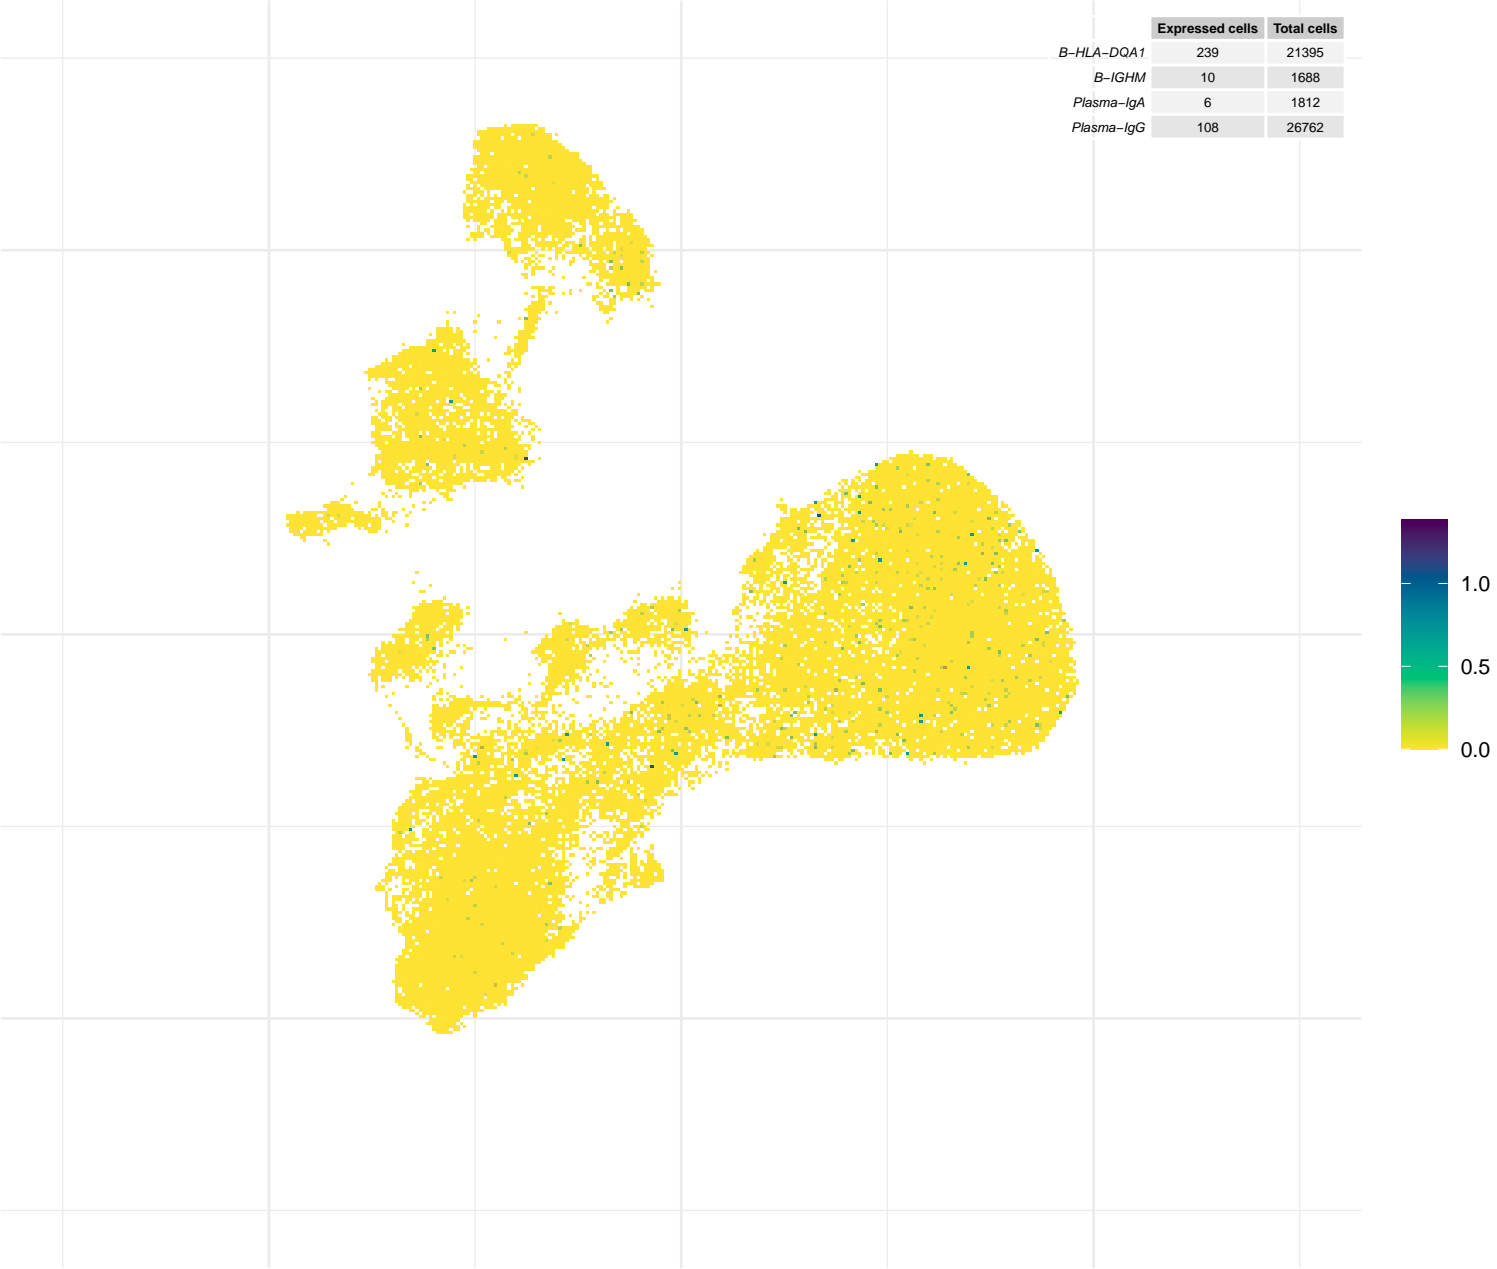 Expressed cells Total cells
B−HLA−DQA1 239 21395
B−IGHM 10 1688
Plasma−IgA 6 1812
Plasma−IgG 108 26762
1.0
0.5
0.0